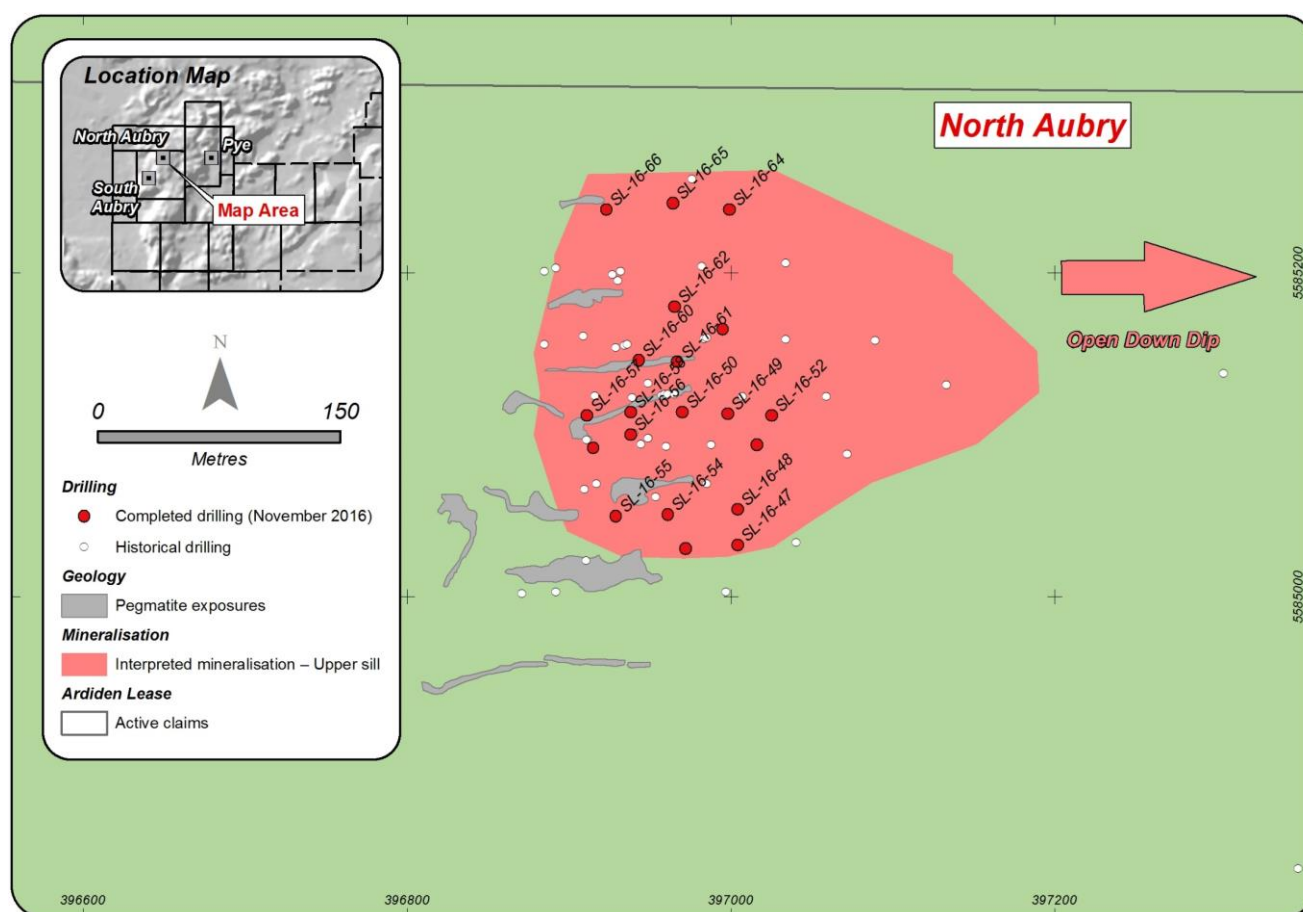 Location Map
North Aubry
Pye
South
Aubry
Map Area
N
0 150
Metres
Drilling
Completed drilling (November 2016)
Historical drilling
Geology
Pegmatite exposures
Mineralisation
Interpreted mineralisation – Upper sill
Ardiden Lease
Active claims
North Aubry
SL-16-66
SL-16-65
SL-16-64
SL-16-62
SL-16-60
SL-16-61
SL-16-57
SL-16-56
SL-16-50
SL-16-49
SL-16-52
SL-16-55
SL-16-54
SL-16-48
SL-16-47
Open Down Dip
5585200
5585000
396600
396800
397000
397200